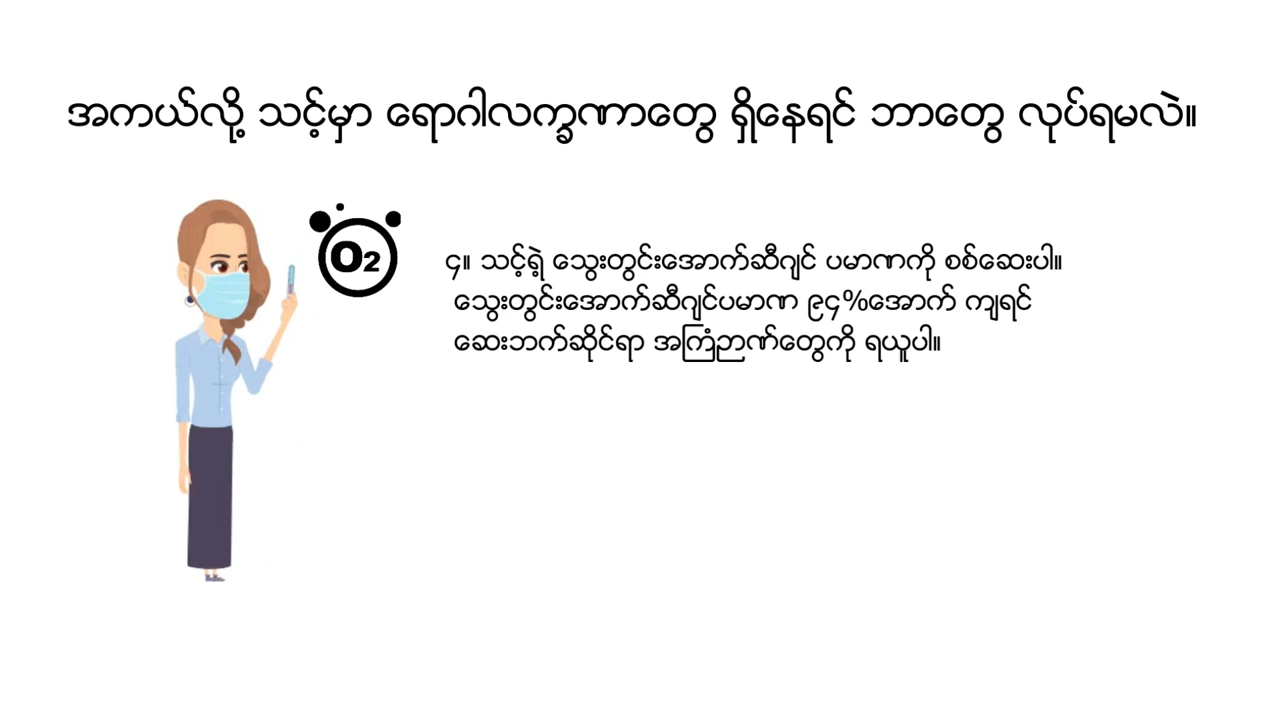 အကယ်လို့ သင့်မှာ ရောဂါလက္ခဏာတွေ ရှိနေရင် ဘာတွေ လုပ်ရမလဲ။
O2
၄။ သင့်ရဲ့ သွေးတွင်းအောက်ဆီဂျင် ပမာဏကို စစ်ဆေးပါ။
သွေးတွင်းအောက်ဆီဂျင်ပမာဏ ၉၄%အောက် ကျရင်
ဆေးဘက်ဆိုင်ရာ အကြံဉာဏ်တွေကို ရယူပါ။